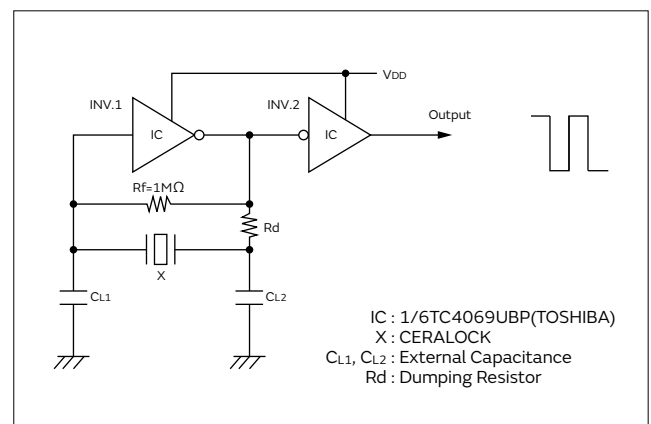 VDD
INV.1
INV.2
IC
IC
Output
Rf=1MΩ
Rd
X
CL1
CL2
IC : 1/6TC4069UBP(TOSHIBA)
X : CERALOCK
CL1, CL2 : External Capacitance
Rd : Dumping Resistor